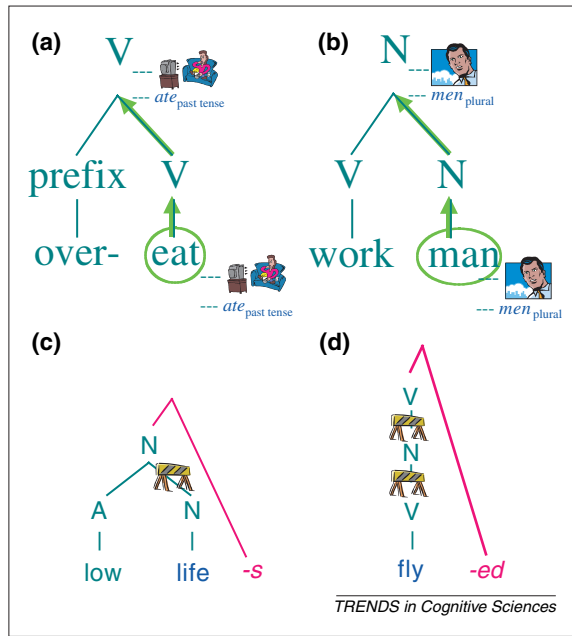 (a)
V
ate past tense
prefix V
over- eat
ate past tense
(b)
N
men plural
V N
work man
men plural
(c)
N
A N
low life -s
(d)
V
N
V
fly -ed
TRENDS in Cognitive Sciences